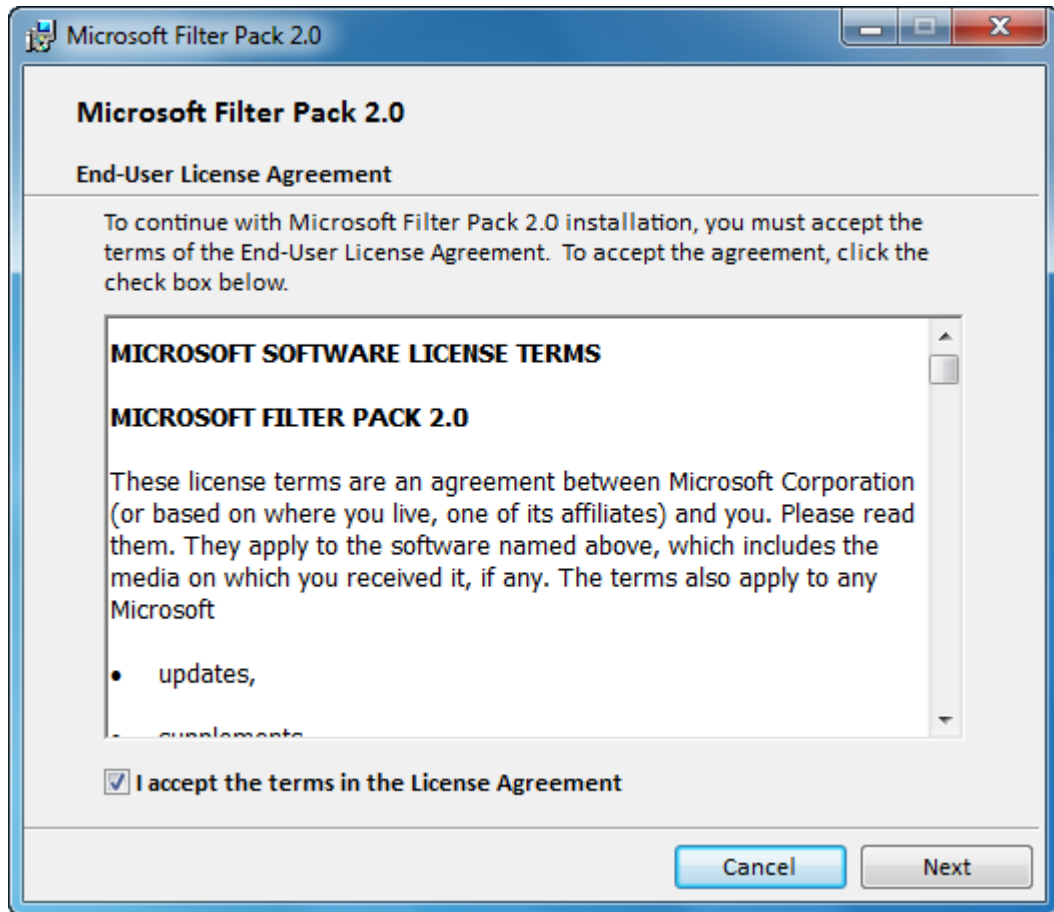 Microsoft Filter Pack 2.0
Microsoft Filter Pack 2.0
End-User License Agreement
To continue with Microsoft Filter Pack 2.0 installation, you must accept the
terms of the End-User License Agreement.  To accept the agreement, click the
check box below.
MICROSOFT SOFTWARE LICENSE TERMS
MICROSOFT FILTER PACK 2.0
These license terms are an agreement between Microsoft Corporation
(or based on where you live, one of its affiliates) and you. Please read
them. They apply to the software named above, which includes the
media on which you received it, if any. The terms also apply to any
Microsoft
• updates,
• supplements
I accept the terms in the License Agreement
Cancel Next